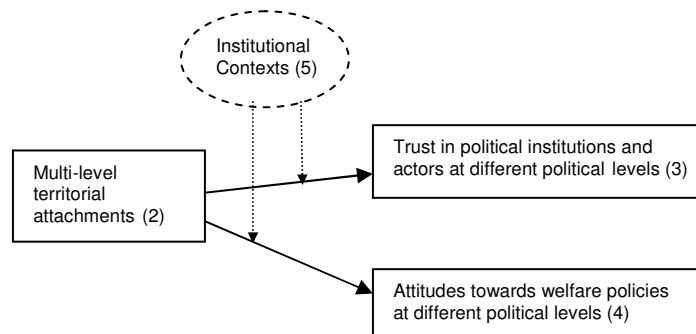 Institutional
Contexts (5)
Multi-level
territorial
attachments (2)
Trust in political institutions and
actors at different political levels (3)
Attitudes towards welfare policies
at different political levels (4)